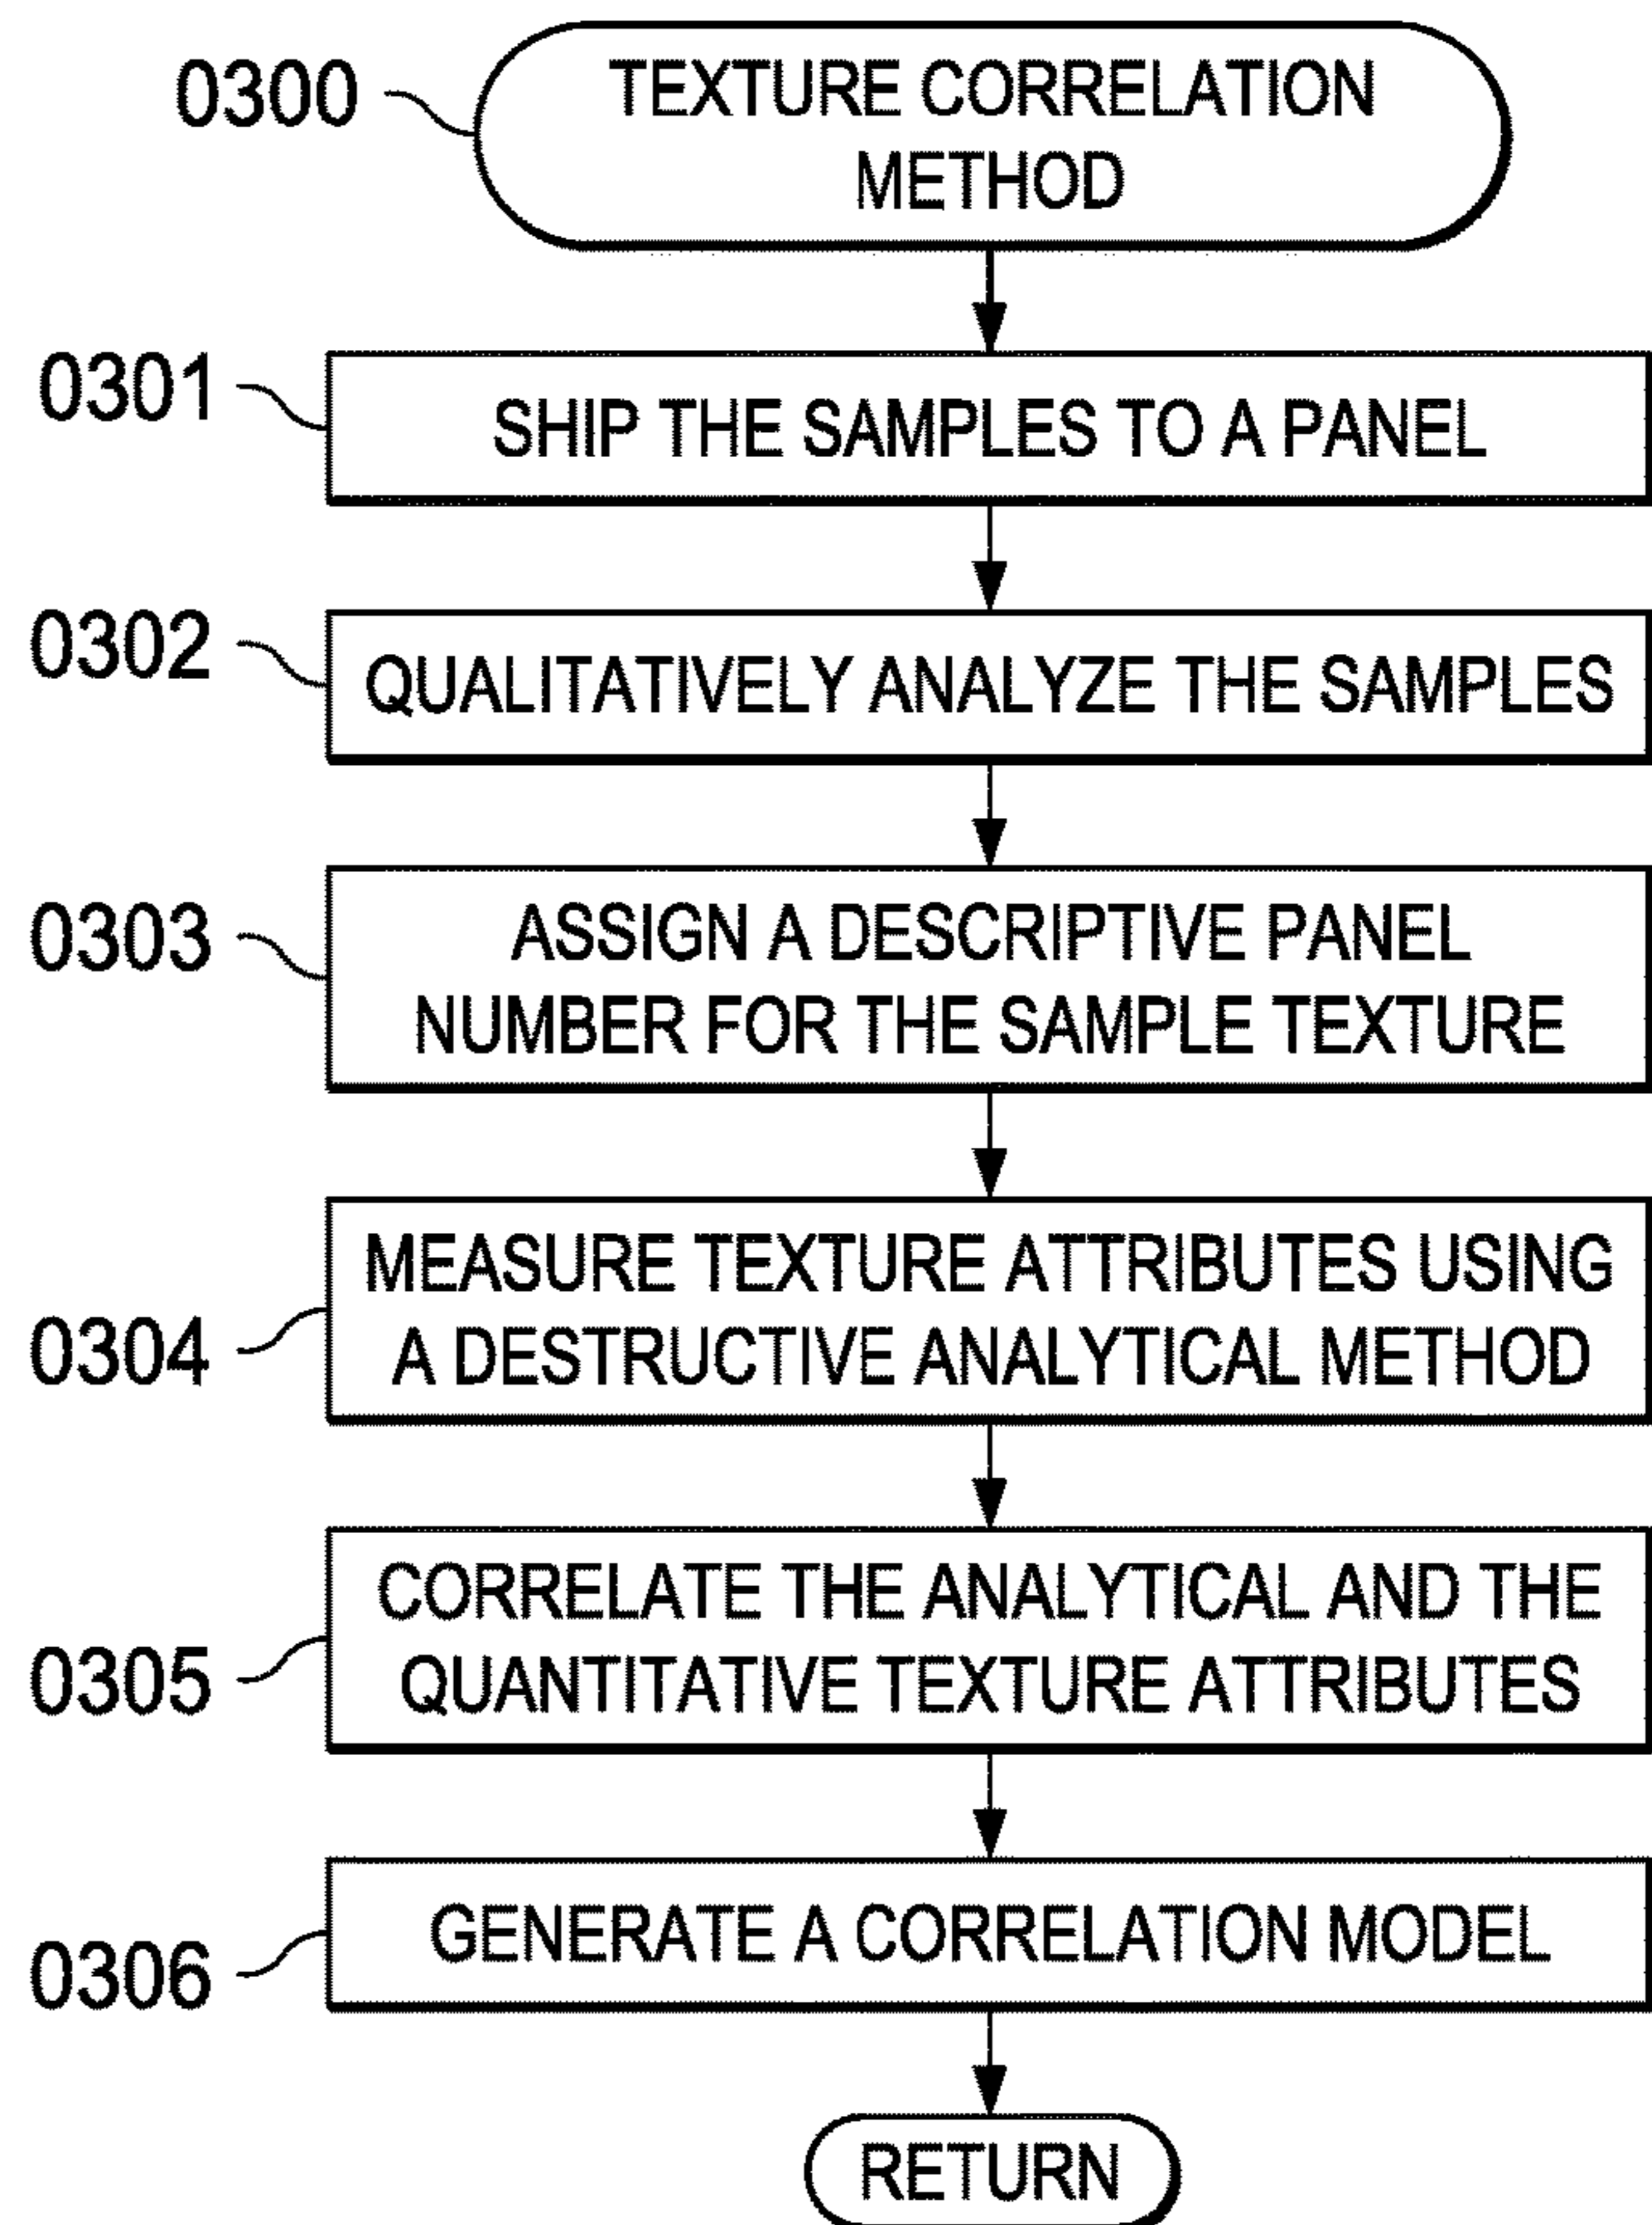 0300
TEXTURE CORRELATION
METHOD
0301
SHIP THE SAMPLES TO A PANEL
0302
QUALITATIVELY ANALYZE THE SAMPLES
0303
ASSIGN A DESCRIPTIVE PANEL
NUMBER FOR THE SAMPLE TEXTURE
0304
MEASURE TEXTURE ATTRIBUTES USING
A DESTRUCTIVE ANALYTICAL METHOD
0305
CORRELATE THE ANALYTICAL AND THE
QUANTITATIVE TEXTURE ATTRIBUTES
0306
GENERATE A CORRELATION MODEL
RETURN